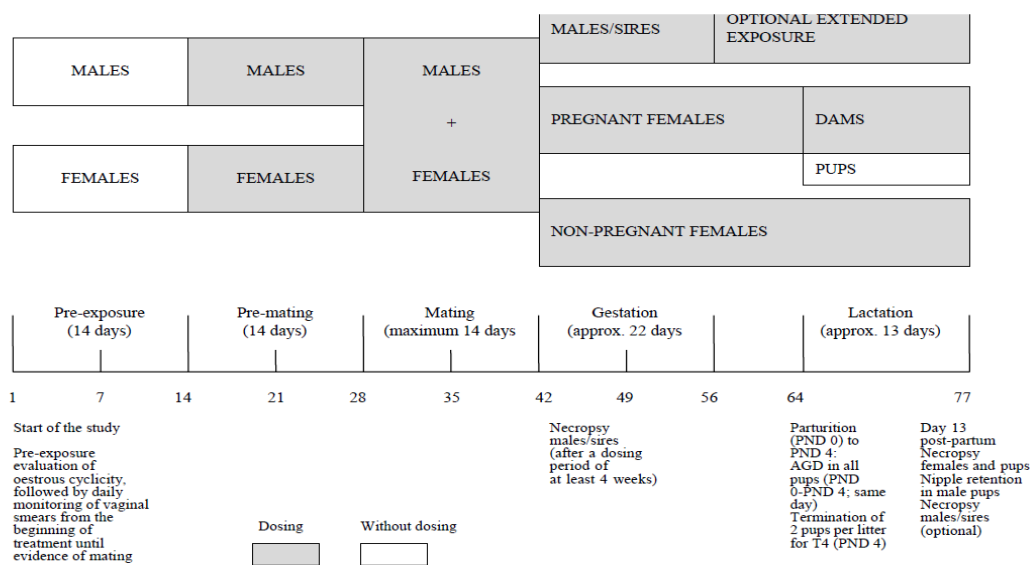 MALES/SIRES
OPTIONAL EXTENDED
EXPOSURE
MALES
MALES
MALES
PREGNANT FEMALES
DAMS
+
PUPS
FEMALES
FEMALES
FEMALES
NON-PREGNANT FEMALES
Pre-exposure
(14 days)
Pre-mating
(14 days)
Mating
(maximum 14 days
Gestation
(approx. 22 days
Lactation
(approx. 13 days)
1 7 14 21 28 35 42 49 56 64 77
Start of the study
Pre-exposure
evaluation of
oestrous cyclicity,
followed by daily
monitoring of vaginal
smears from the
beginning of
treatment until
evidence of mating
Necropsy
males/sires
(after a dosing
period of
at least 4 weeks)
Parturition
(PND 0) to
PND 4:
AGD in all
pups (PND
0-PND 4; same
day)
Termination of
2 pups per litter
for T4 (PND 4)
Day 13
post-partum
Necropsy
females and pups
Nipple retention
in male pups
Necropsy
males/sires
(optional)
Dosing
Without dosing